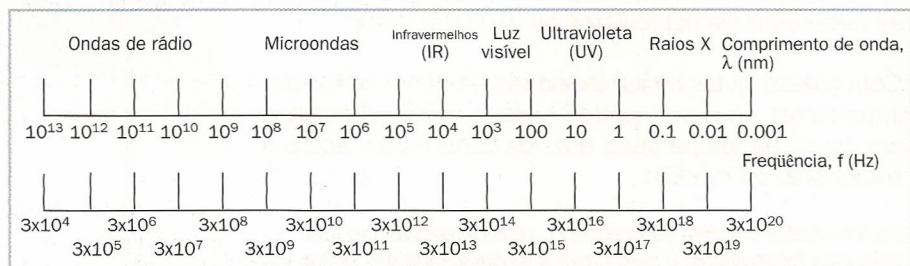 Ondas de rádio Microondas Infravermelhos (IR) Luz visível Ultravioleta (UV) Raios X Comprimento de onda, λ (nm)
10¹³ 10¹² 10¹¹ 10¹⁰ 10⁹ 10⁸ 10⁷ 10⁶ 10⁵ 10⁴ 10³ 100 10 1 0.1 0.01 0.001
Freqüência, f (Hz)
3x10⁴ 3x10⁶ 3x10⁸ 3x10¹⁰ 3x10¹² 3x10¹⁴ 3x10¹⁶ 3x10¹⁸ 3x10²⁰
3x10⁵ 3x10⁷ 3x10⁹ 3x10¹¹ 3x10¹³ 3x10¹⁵ 3x10¹⁷ 3x10¹⁹